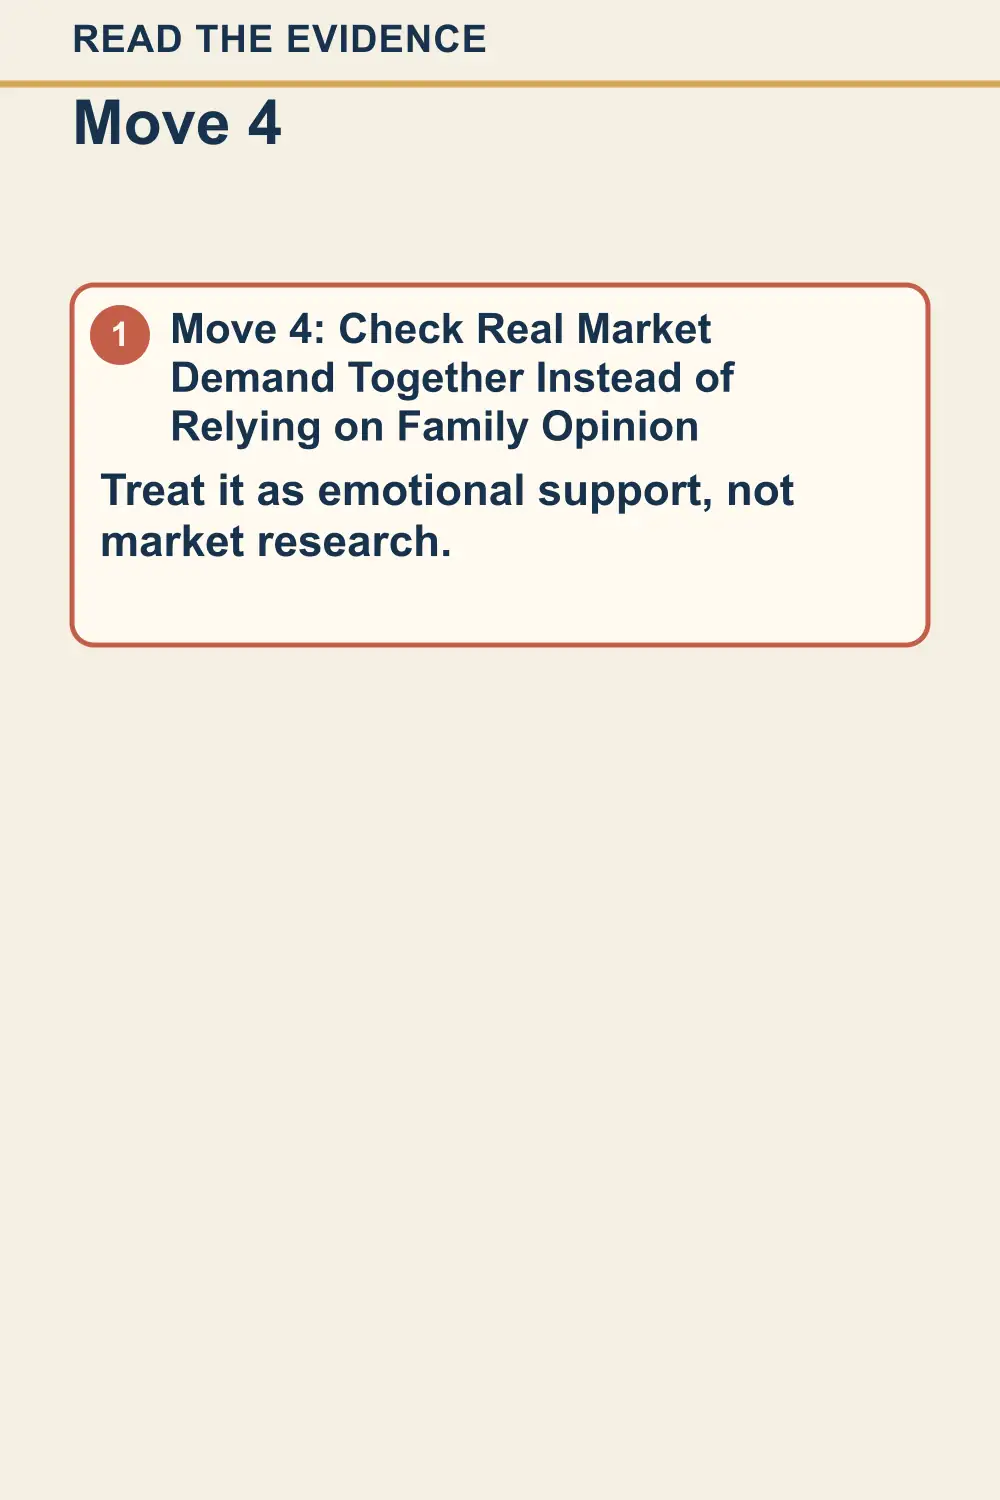 READ THE EVIDENCE
Move 4
1
Move 4: Check Real Market
Demand Together Instead of
Relying on Family Opinion
Treat it as emotional support, not
market research.